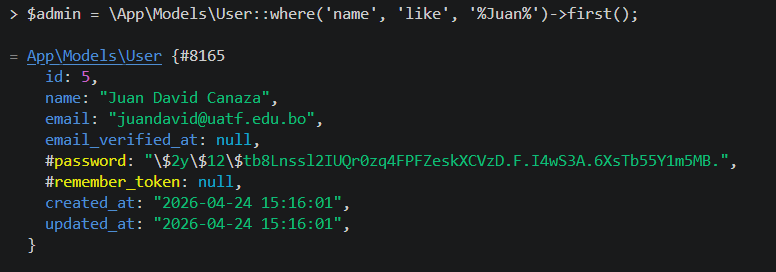 > $admin = \App\Models\User::where('name', 'like', '%Juan%')->first();
= App\Models\User {#8165
id: 5,
name: "Juan David Canaza",
email: "juandavid@uatf.edu.bo",
email_verified_at: null,
#password: "\$2y\$12\$tb8Lnssl2IUQr0zq4FPFZeskXCVzD.F.I4wS3A.6XsTb55Y1m5MB.",
#remember_token: null,
created_at: "2026-04-24 15:16:01",
updated_at: "2026-04-24 15:16:01",
}